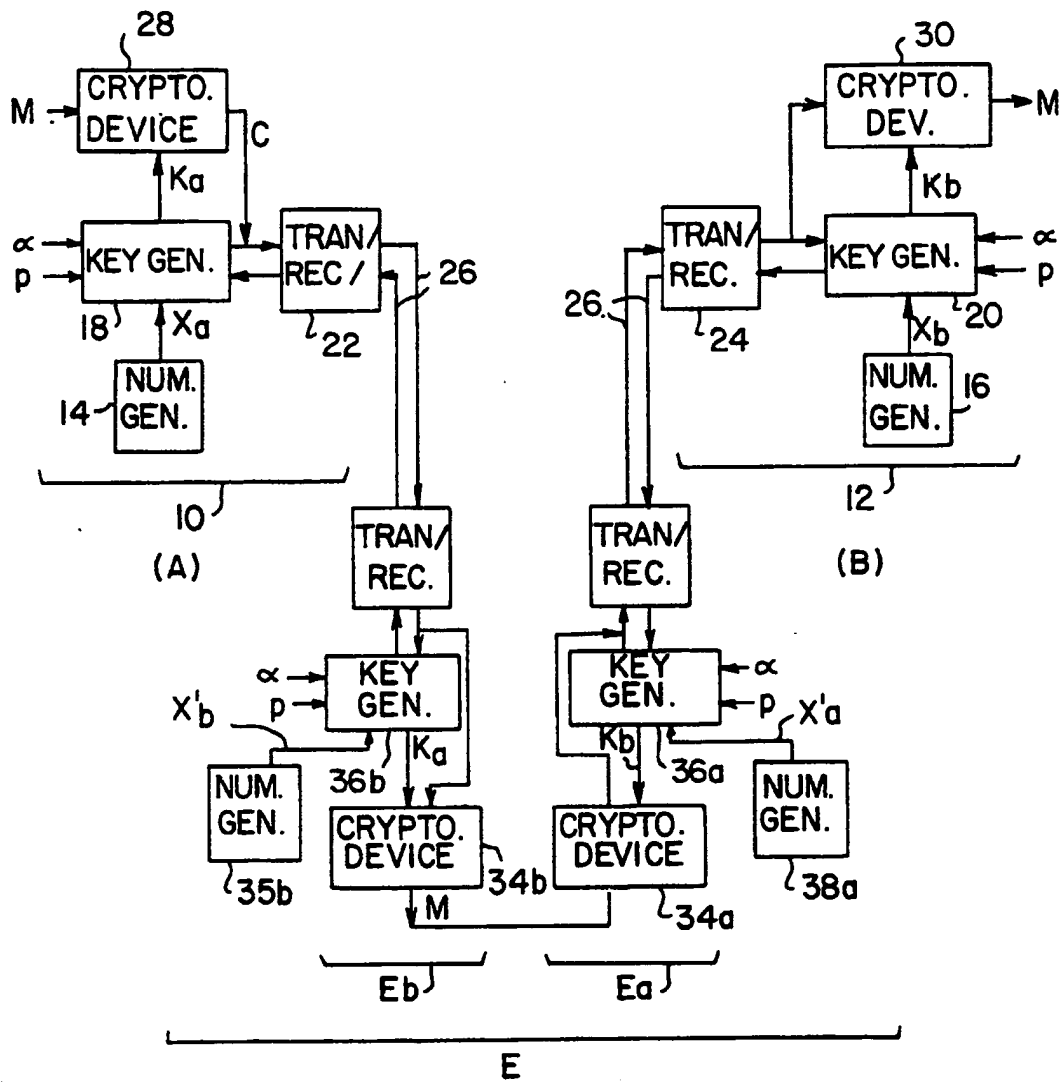 28
CRYPTO.
DEVICE
M
C
Ka
∝
p
KEY GEN.
TRAN/
REC/
26
18
Xa
22
14
NUM.
GEN.
10
(A)
30
CRYPTO.
DEV.
M
Kb
TRAN/
REC.
KEY GEN.
∝
p
26
24
Xb
20
NUM.
GEN.
16
12
(B)
TRAN/
REC.
TRAN/
REC.
∝
p
KEY
GEN.
X'b
Ka
36b
NUM.
GEN.
35b
CRYPTO.
DEVICE
34b
M
KEY
GEN.
∝
p
X'a
Kb
36a
NUM.
GEN.
38a
CRYPTO.
DEVICE
34a
Eb
Ea
E